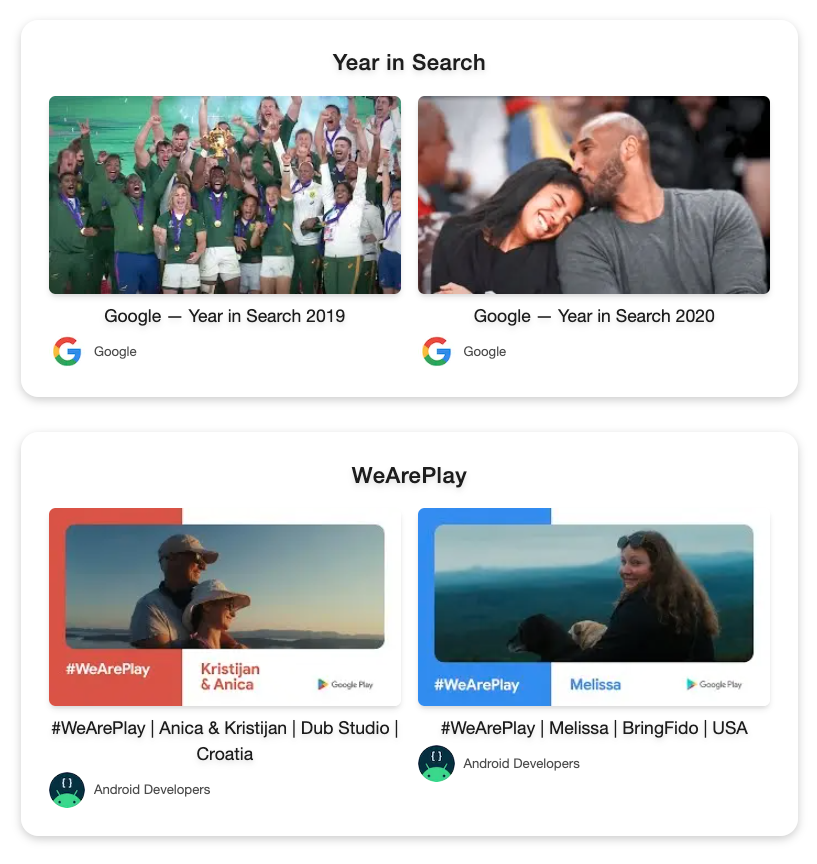 Year in Search
Google — Year in Search 2019
Google
Google — Year in Search 2020
Google
WeArePlay
#WeArePlay
Kristijan
& Anica
Google Play
#WeArePlay | Anica & Kristijan | Dub Studio |
Croatia
Android Developers
#WeArePlay
Melissa
Google Play
#WeArePlay | Melissa | BringFido | USA
Android Developers